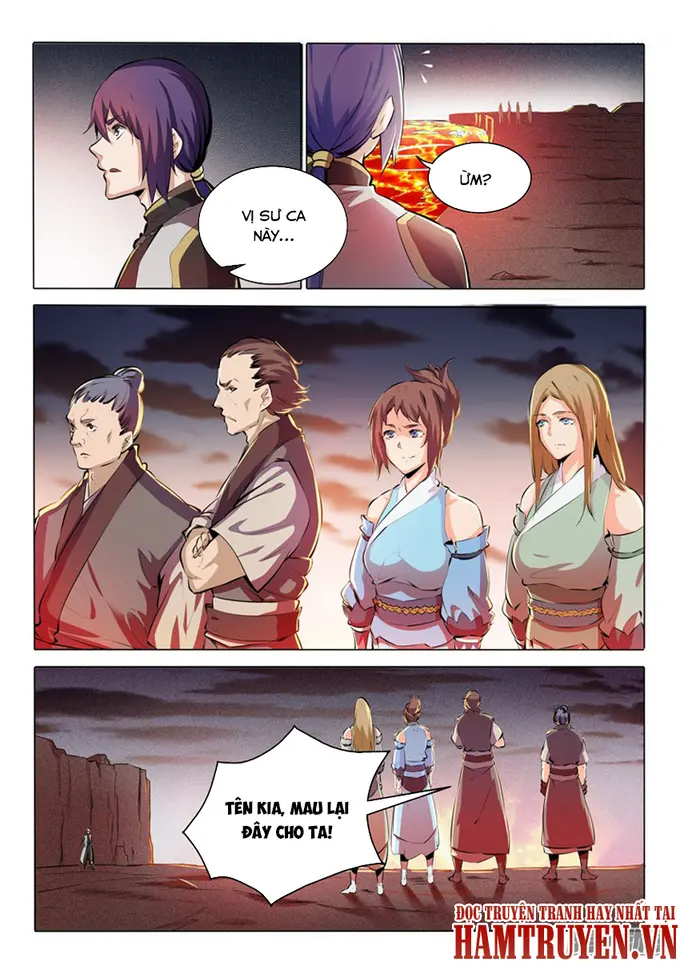 VỊ SƯ CA
NÀY...
ỪM?
TÊN KIA, MAU LẠI
ĐÂY CHO TA!
ĐỌC TRUYỆN TRANH HAY NHẤT TẠI
HAMTRUYEN.VN